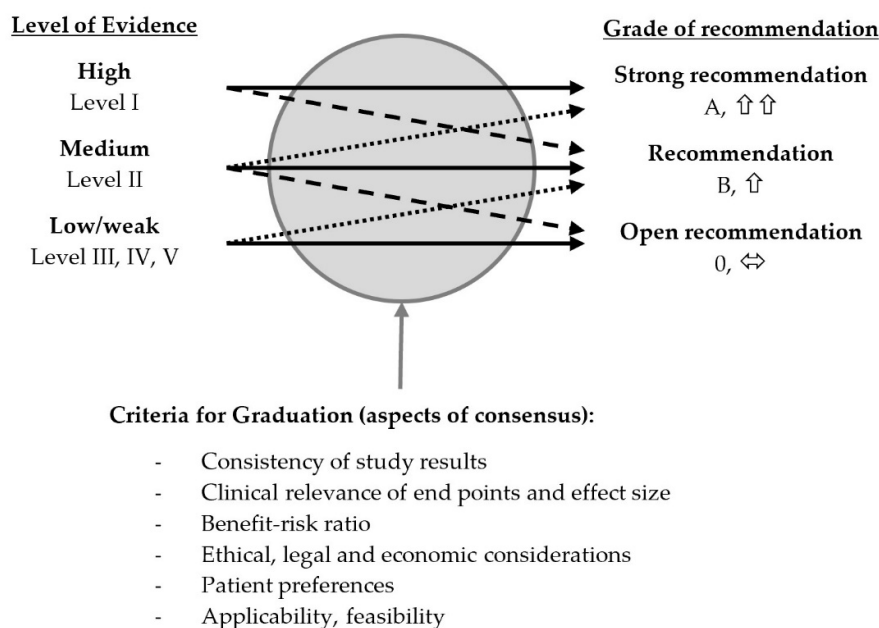 Level of Evidence
High
Level I
Medium
Level II
Low/weak
Level III, IV, V
Grade of recommendation
Strong recommendation
A, ⇧⇧
Recommendation
B, ⇧
Open recommendation
0, ⬄
Criteria for Graduation (aspects of consensus):
- Consistency of study results
- Clinical relevance of end points and effect size
- Benefit-risk ratio
- Ethical, legal and economic considerations
- Patient preferences
- Applicability, feasibility